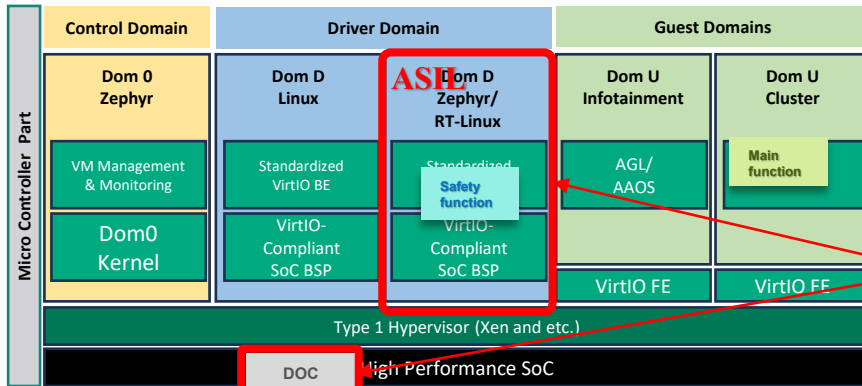 Control Domain
Driver Domain
Guest Domains
Micro Controller Part
Dom 0
Zephyr
Dom D
Linux
ASIL
Dom D
Zephyr/
RT-Linux
Dom U
Infotainment
Dom U
Cluster
VM Management
& Monitoring
Standardized
VirtIO BE
Standardized
Safety
function
AGL/
AAOS
Main
function
Dom0
Kernel
VirtIO-
Compliant
SoC BSP
VirtIO-
Compliant
SoC BSP
VirtIO FE
VirtIO FE
Type 1 Hypervisor (Xen and etc.)
DOC
High Performance SoC